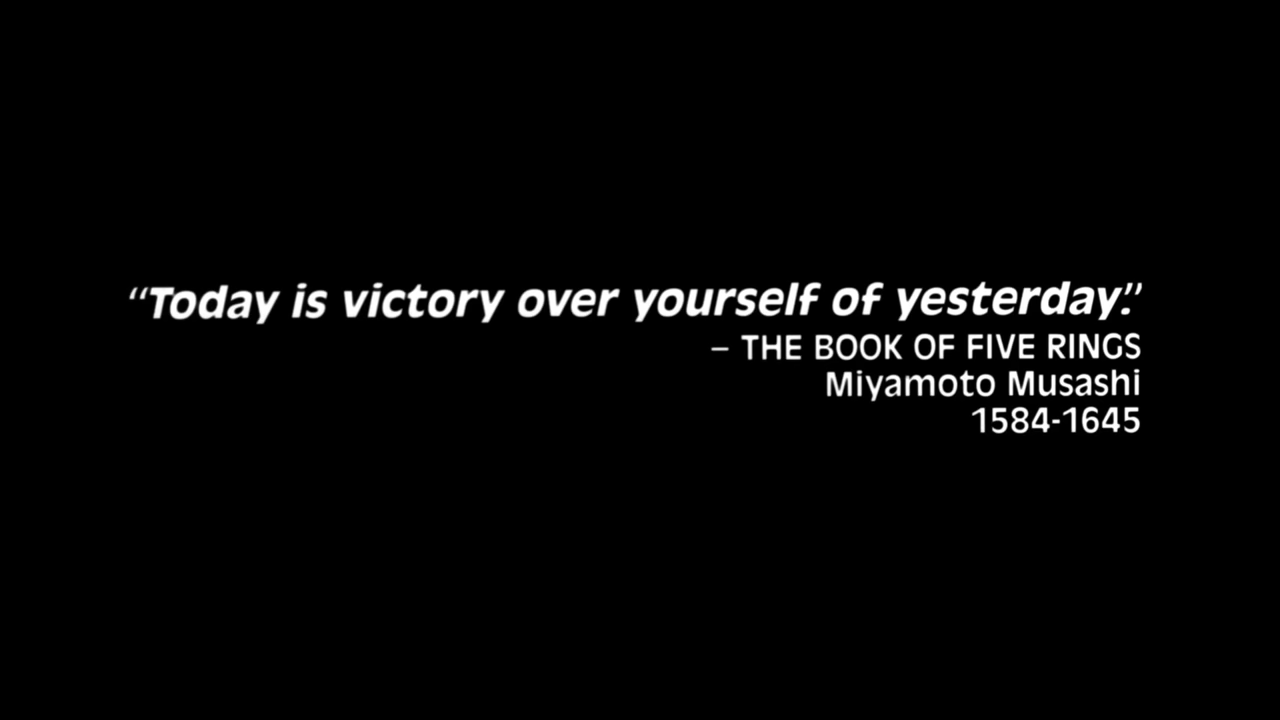 “Today is victory over yourself of yesterday.”
– THE BOOK OF FIVE RINGS
Miyamoto Musashi
1584-1645